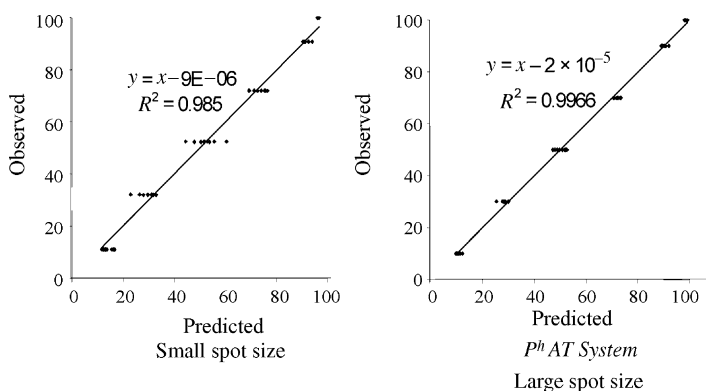 100
80
60
40
20
0
Observed
y = x−9E−06
R² = 0.985
0 20 40 60 80 100
Predicted
Small spot size
100
80
60
40
20
0
Observed
y = x − 2 × 10⁻⁵
R² = 0.9966
0 20 40 60 80 100
Predicted
Pʰ AT System
Large spot size